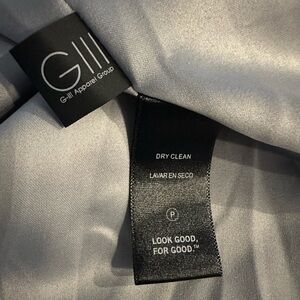 GIII
G-III Apparel Group
DRY CLEAN
LAVAR EN SECO
P
LOOK GOOD,
FOR GOOD.™